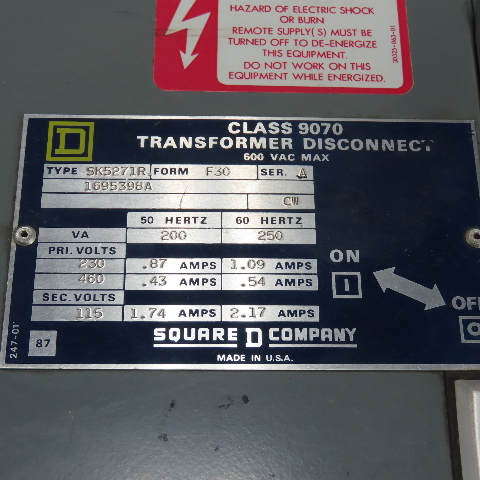 HAZARD OF ELECTRIC SHOCK
OR BURN
REMOTE SUPPLY(S) MUST BE
TURNED OFF TO DE-ENERGIZE
THIS EQUIPMENT.
DO NOT WORK ON THIS
EQUIPMENT WHILE ENERGIZED.
30325-063-01
D
CLASS 9070
TRANSFORMER DISCONNECT
600 VAC MAX
TYPE SK5271R FORM F30 SER. A
1695398A
CW
50 HERTZ 60 HERTZ
VA 200 250
PRI. VOLTS
230 .87 AMPS 1.09 AMPS
460 .43 AMPS .54 AMPS
SEC. VOLTS
115 1.74 AMPS 2.17 AMPS
ON
I
OFF
O
247-01
87
SQUARE D COMPANY
MADE IN U.S.A.